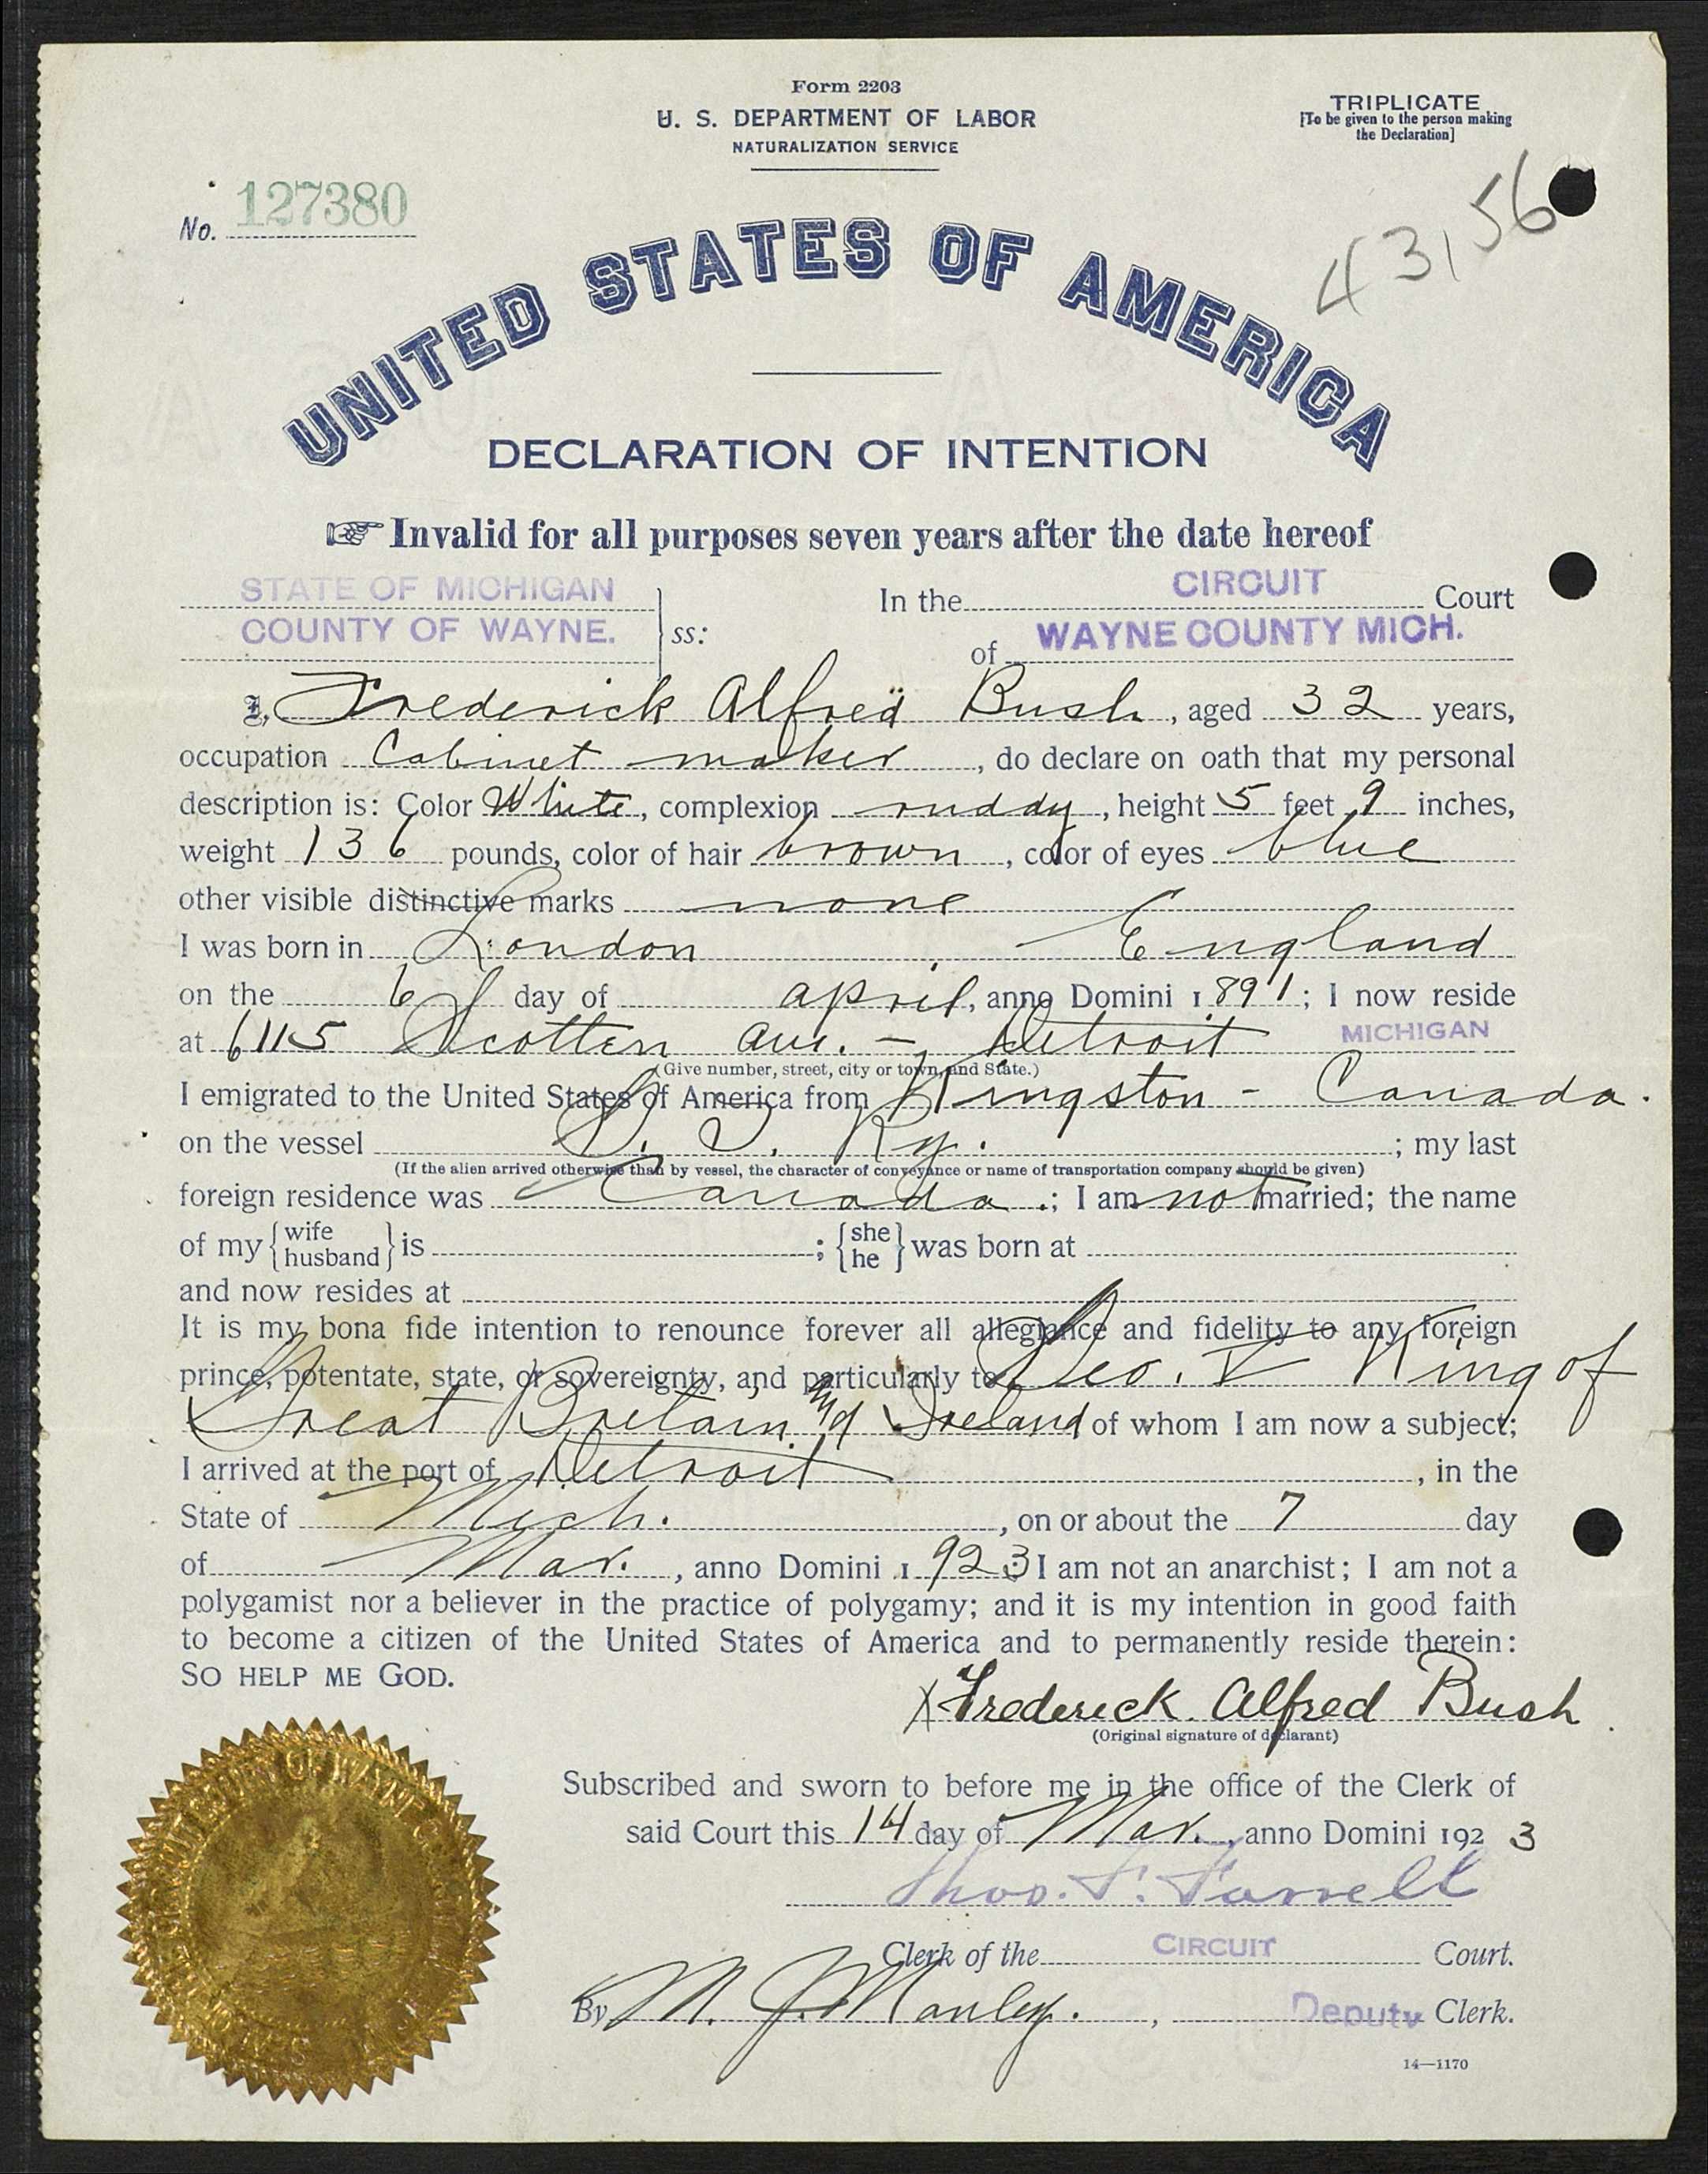 Form 2203
U. S. DEPARTMENT OF LABOR
NATURALIZATION SERVICE
TRIPLICATE
[To be given to the person making
the Declaration]
No. 127380
43,56
UNITED STATES OF AMERICA
DECLARATION OF INTENTION
Invalid for all purposes seven years after the date hereof
STATE OF MICHIGAN
COUNTY OF WAYNE. ss:
In the CIRCUIT Court
of WAYNE COUNTY MICH.
I, Frederick Alfred Bush, aged 32 years,
occupation Cabinet maker, do declare on oath that my personal
description is: Color White, complexion ruddy, height 5 feet 9 inches,
weight 136 pounds, color of hair brown, color of eyes blue
other visible distinctive marks none
I was born in London, England
on the 6 day of april, anno Domini 1891; I now reside
at 6115 Scotten ave. - Detroit MICHIGAN
(Give number, street, city or town, and State.)
I emigrated to the United States of America from Kingston - Canada.
on the vessel Ry.; my last
(If the alien arrived otherwise than by vessel, the character of conveyance or name of transportation company should be given)
foreign residence was Canada.; I am not married; the name
of my {wife husband} is ; {she he} was born at
and now resides at
It is my bona fide intention to renounce forever all allegiance and fidelity to any foreign
prince, potentate, state, or sovereignty, and particularly to Geo. V King of
Great Britain and Ireland of whom I am now a subject;
I arrived at the port of Detroit, in the
State of Mich., on or about the 7 day
of Mar., anno Domini 1923 I am not an anarchist; I am not a
polygamist nor a believer in the practice of polygamy; and it is my intention in good faith
to become a citizen of the United States of America and to permanently reside therein:
SO HELP ME GOD.
X Frederick Alfred Bush
(Original signature of declarant)
Subscribed and sworn to before me in the office of the Clerk of
said Court this 14 day of Mar., anno Domini 1923
Thos. F. Farrell
Clerk of the CIRCUIT Court.
By M. J. Manley., Deputy Clerk.
14—1170